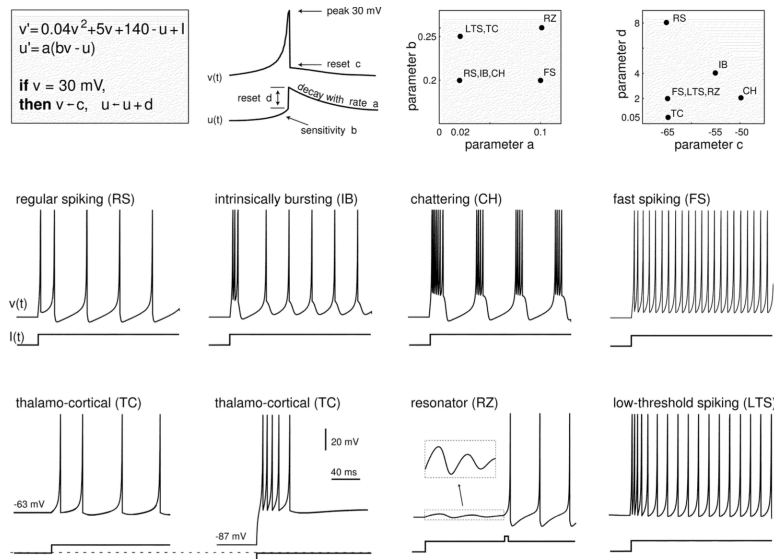 v'= 0.04v²+5v+140 - u+I
u'= a(bv - u)
if v = 30 mV,
then v←c, u←u+d
peak 30 mV
reset c
v(t)
reset d
decay with rate a
u(t)
sensitivity b
parameter b
0.25
0.2
LTS,TC
RZ
RS,IB,CH
FS
0 0.02 0.1
parameter a
parameter d
8
4
2
0.05
RS
IB
FS,LTS,RZ
CH
TC
-65 -55 -50
parameter c
regular spiking (RS)
intrinsically bursting (IB)
chattering (CH)
fast spiking (FS)
v(t)
I(t)
thalamo-cortical (TC)
thalamo-cortical (TC)
resonator (RZ)
low-threshold spiking (LTS)
20 mV
40 ms
-63 mV
-87 mV